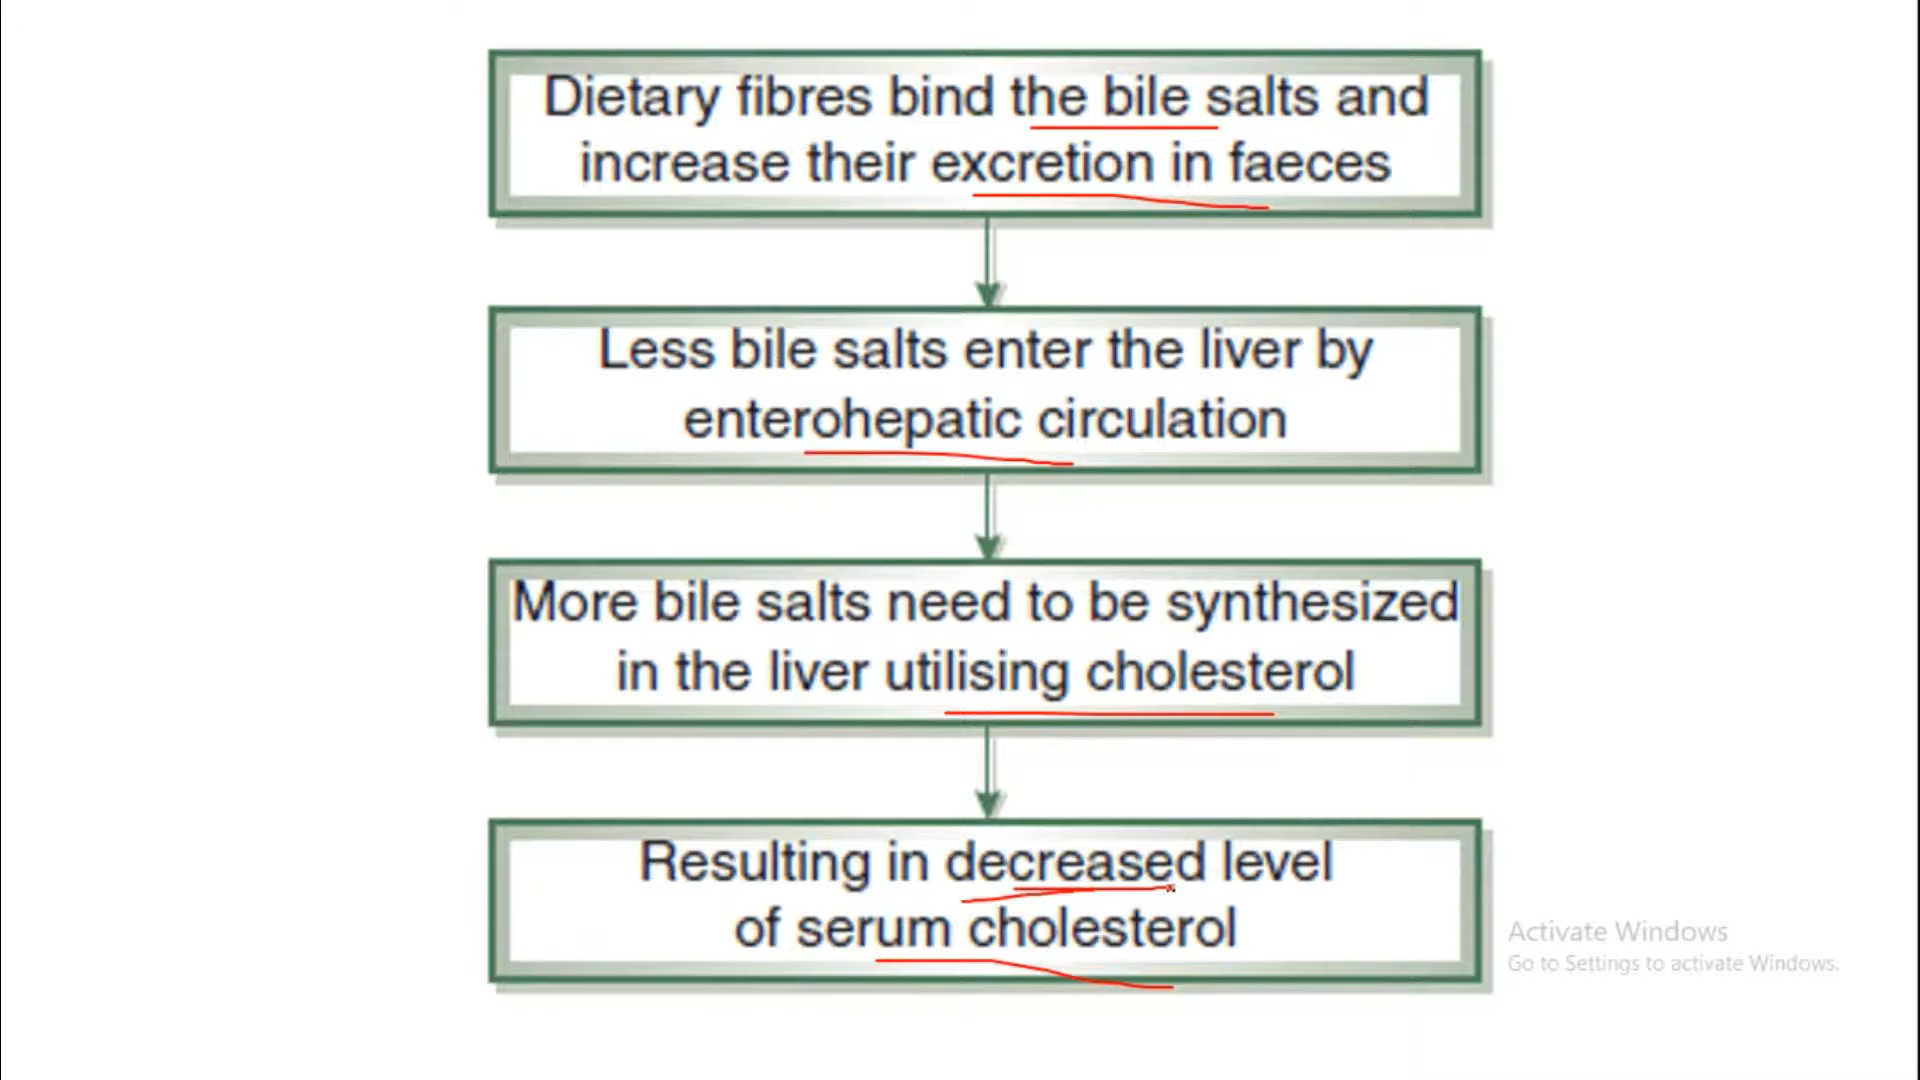 Dietary fibres bind the bile salts and
increase their excretion in faeces
Less bile salts enter the liver by
enterohepatic circulation
More bile salts need to be synthesized
in the liver utilising cholesterol
Resulting in decreased level
of serum cholesterol
Activate Windows
Go to Settings to activate Windows.